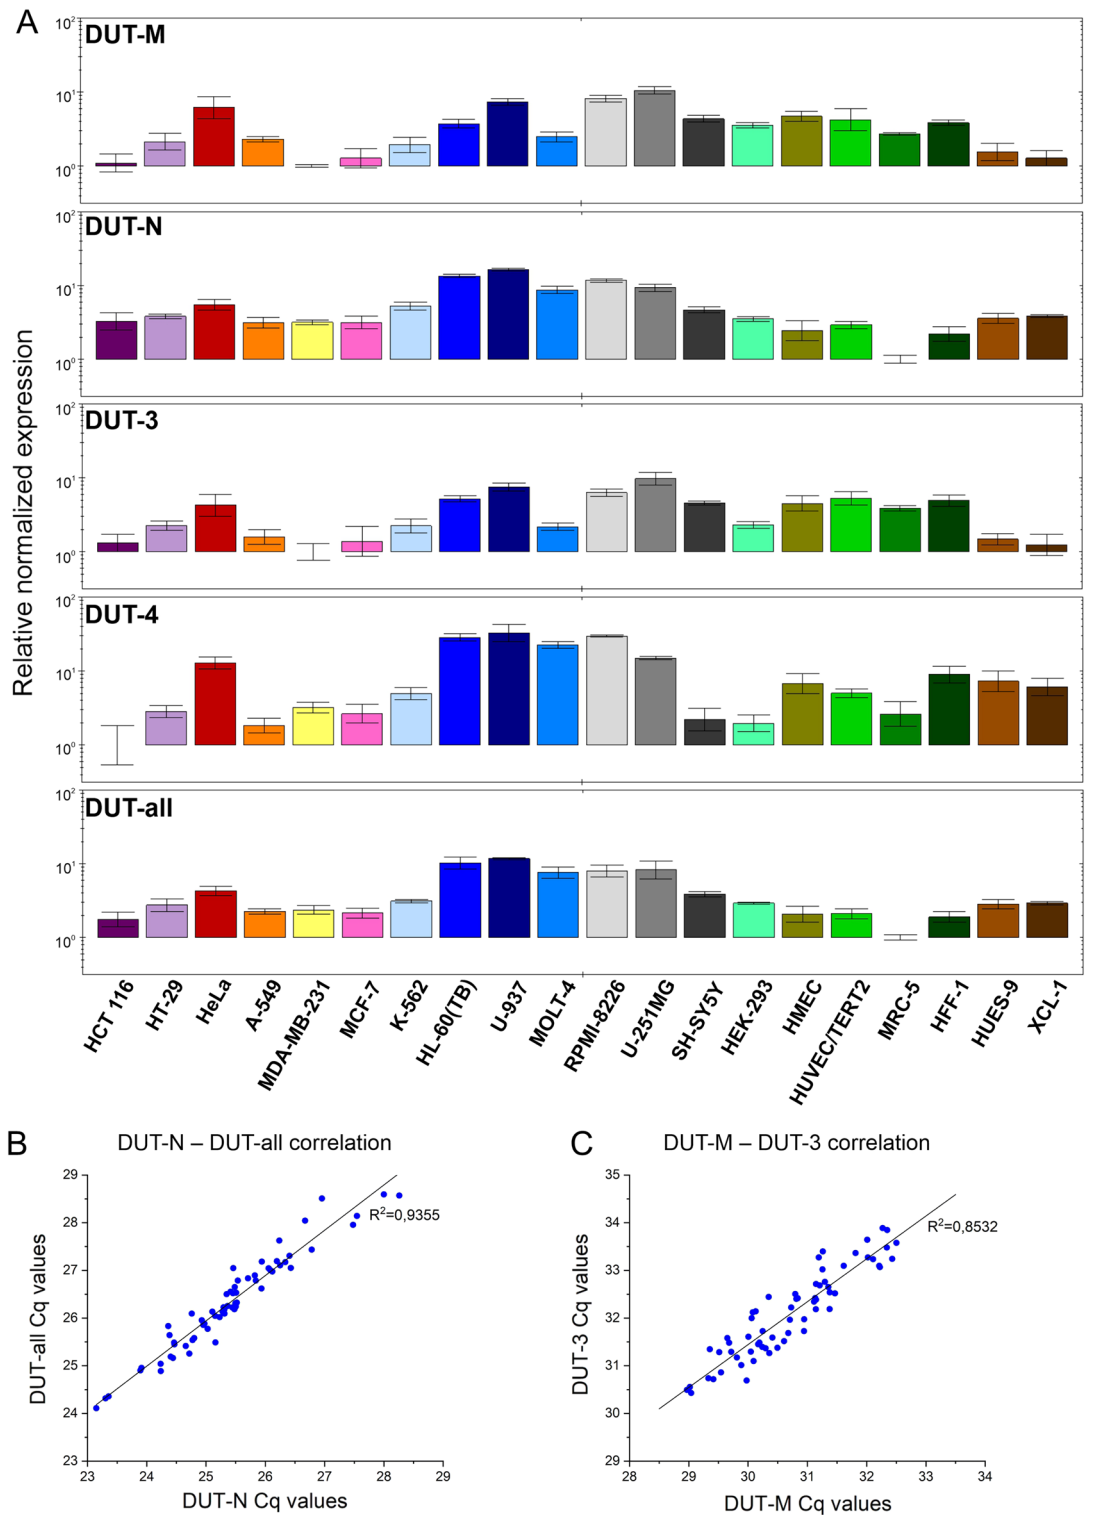 A
DUT-M
10²
10¹
10⁰
DUT-N
10²
10¹
10⁰
DUT-3
10²
10¹
10⁰
DUT-4
10²
10¹
10⁰
DUT-all
10²
10¹
10⁰
Relative normalized expression
HCT 116
HT-29
HeLa
A-549
MDA-MB-231
MCF-7
K-562
HL-60(TB)
U-937
MOLT-4
RPMI-8226
U-251MG
SH-SY5Y
HEK-293
HMEC
HUVEC/TERT2
MRC-5
HFF-1
HUES-9
XCL-1
B
DUT-N – DUT-all correlation
29
28
27
26
25
24
23
DUT-all Cq values
R²=0,9355
23 24 25 26 27 28 29
DUT-N Cq values
C
DUT-M – DUT-3 correlation
35
34
33
32
31
30
29
DUT-3 Cq values
R²=0,8532
28 29 30 31 32 33 34
DUT-M Cq values